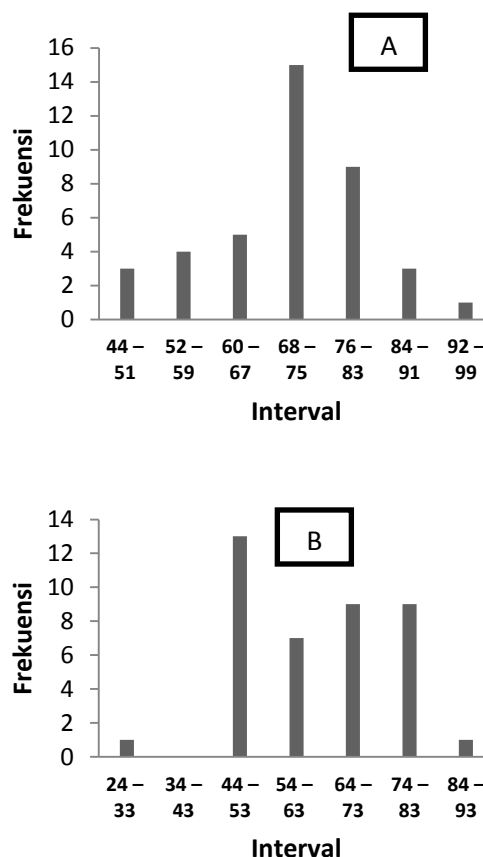 A
Frekuensi
16
14
12
10
8
6
4
2
0
44 – 52 – 60 – 68 – 76 – 84 – 92 –
51 59 67 75 83 91 99
Interval
B
Frekuensi
14
12
10
8
6
4
2
0
24 – 34 – 44 – 54 – 64 – 74 – 84 –
33 43 53 63 73 83 93
Interval